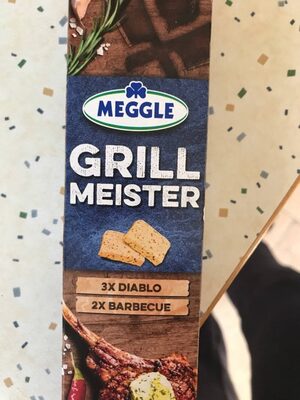 MEGGLE
GRILL
MEISTER
3X DIABLO
2X BARBECUE